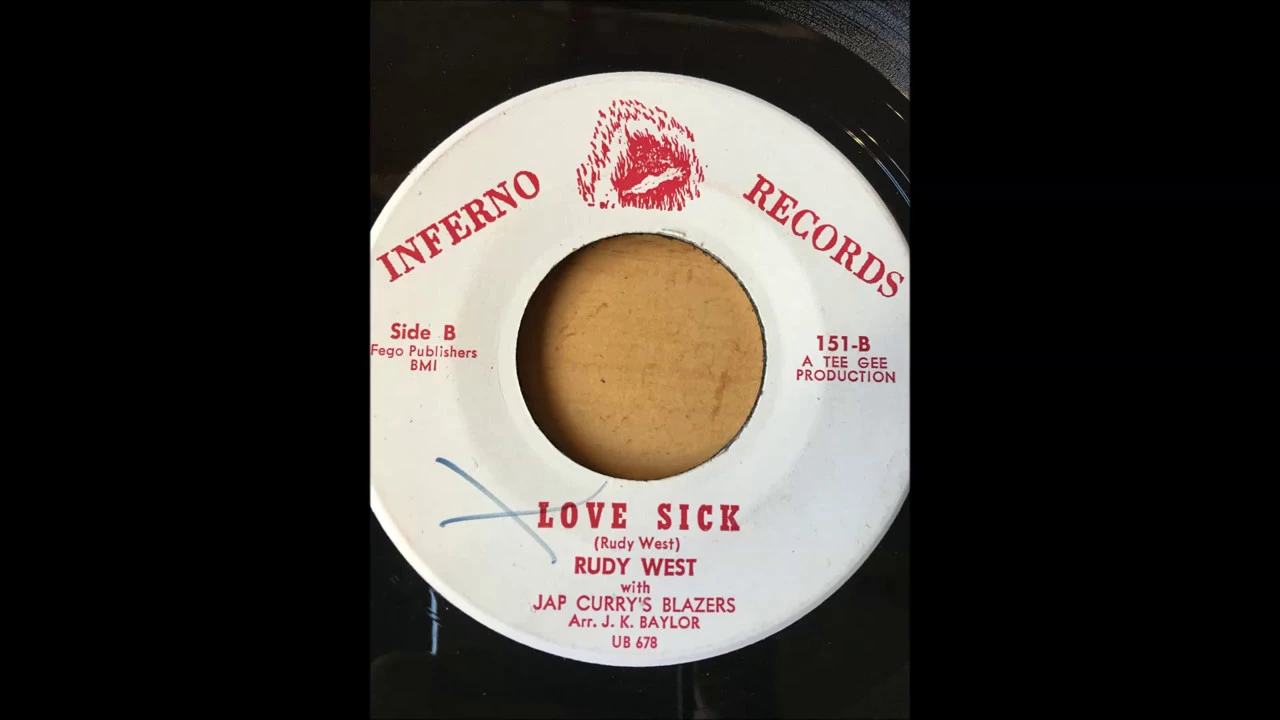 INFERNO RECORDS
Side B
Fego Publishers
BMI
151-B
A TEE GEE
PRODUCTION
LOVE SICK
(Rudy West)
RUDY WEST
with
JAP CURRY'S BLAZERS
Arr. J. K. BAYLOR
UB 678